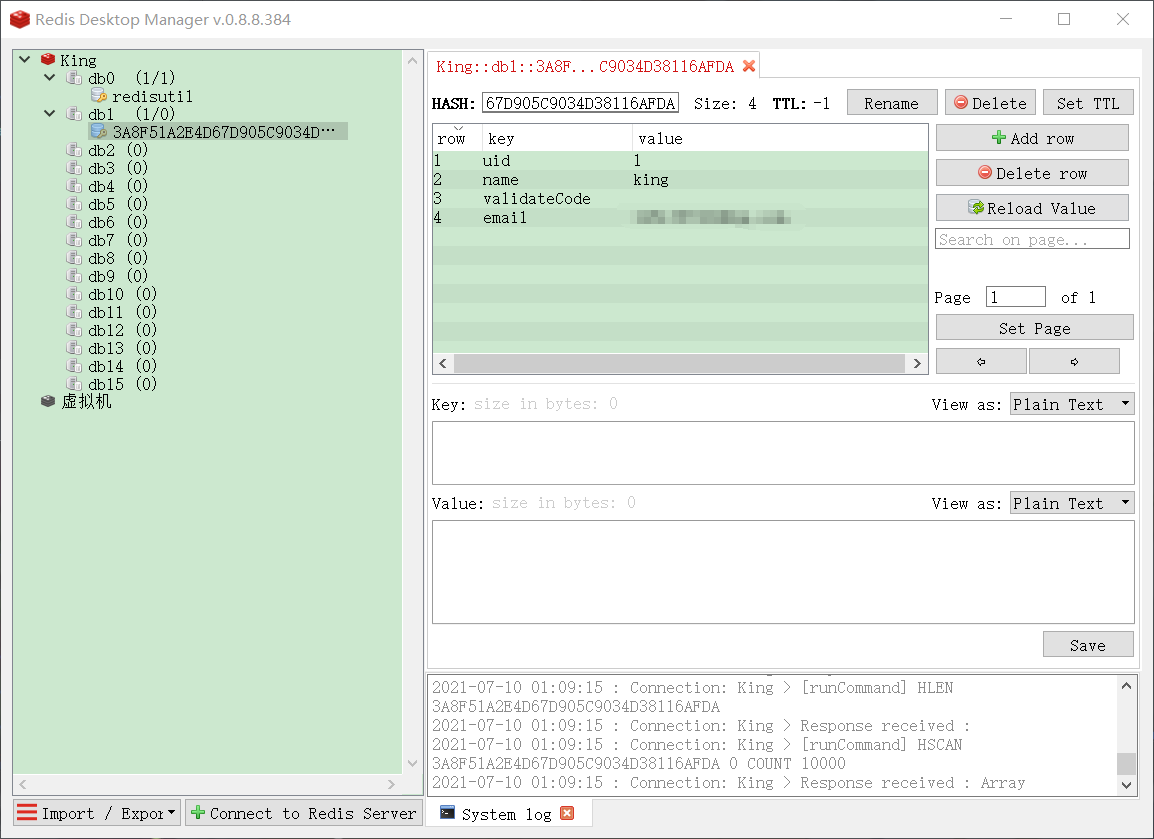 Redis Desktop Manager v.0.8.8.384
King
db0 (1/1)
redisutil
db1 (1/0)
3A8F51A2E4D67D905C9034D···
db2 (0)
db3 (0)
db4 (0)
db5 (0)
db6 (0)
db7 (0)
db8 (0)
db9 (0)
db10 (0)
db11 (0)
db12 (0)
db13 (0)
db14 (0)
db15 (0)
虚拟机
Import / Expor
Connect to Redis Server
King::db1::3A8F...C9034D38116AFDA
HASH: 67D905C9034D38116AFDA Size: 4 TTL: -1 Rename Delete Set TTL
row key value
1 uid 1
2 name king
3 validateCode
4 email
Add row
Delete row
Reload Value
Search on page...
Page 1 of 1
Set Page
Key: size in bytes: 0 View as: Plain Text
Value: size in bytes: 0 View as: Plain Text
Save
2021-07-10 01:09:15 : Connection: King > [runCommand] HLEN
3A8F51A2E4D67D905C9034D38116AFDA
2021-07-10 01:09:15 : Connection: King > Response received :
2021-07-10 01:09:15 : Connection: King > [runCommand] HSCAN
3A8F51A2E4D67D905C9034D38116AFDA 0 COUNT 10000
2021-07-10 01:09:15 : Connection: King > Response received : Array
System log